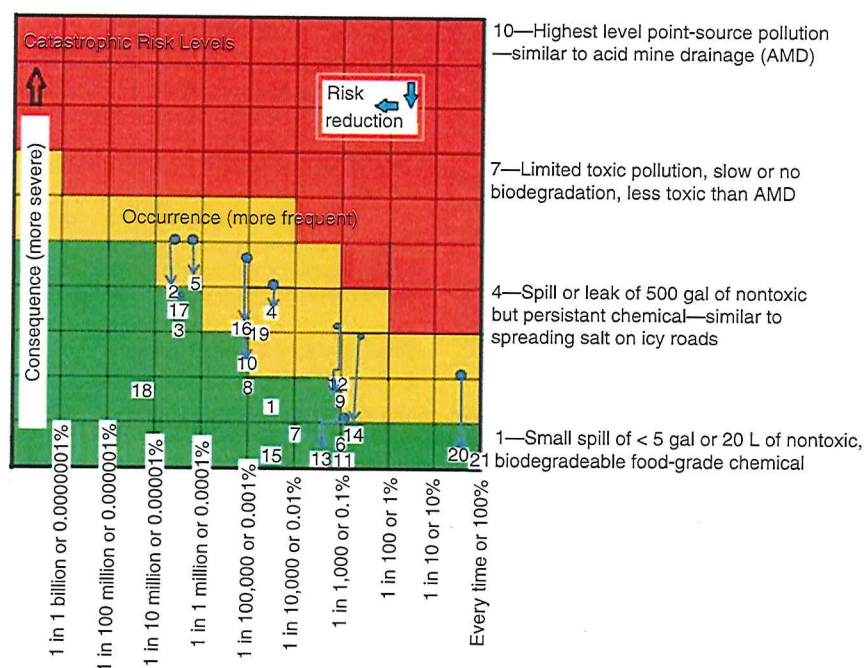 Catastrophic Risk Levels
Risk
reduction
Consequence (more severe)
Occurrence (more frequent)
2
5
17
3
4
16
19
10
8
18
1
12
9
7
14
6
15
13
11
20
21
1 in 1 billion or 0.0000001%
1 in 100 million or 0.000001%
1 in 10 million or 0.00001%
1 in 1 million or 0.0001%
1 in 100,000 or 0.001%
1 in 10,000 or 0.01%
1 in 1,000 or 0.1%
1 in 100 or 1%
1 in 10 or 10%
Every time or 100%
10—Highest level point-source pollution
—similar to acid mine drainage (AMD)
7—Limited toxic pollution, slow or no
biodegradation, less toxic than AMD
4—Spill or leak of 500 gal of nontoxic
but persistant chemical—similar to
spreading salt on icy roads
1—Small spill of < 5 gal or 20 L of nontoxic,
biodegradeable food-grade chemical